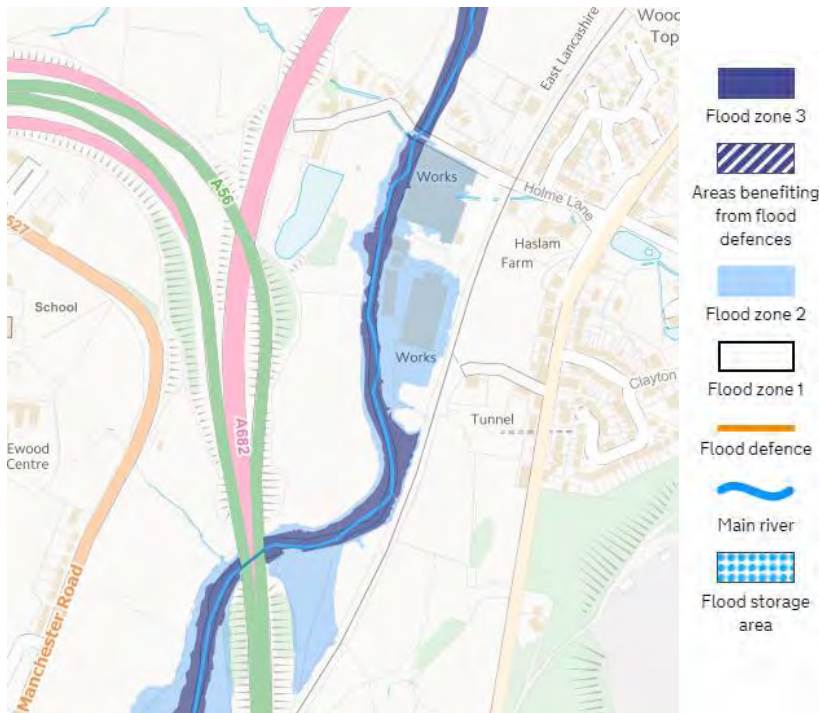 Wood
Top
East Lancashire
A56
Works
Holme Lane
527
Haslam
Farm
School
Works
Clayton
A682
Tunnel
Ewood
Centre
Manchester Road
Flood zone 3
Areas benefiting
from flood
defences
Flood zone 2
Flood zone 1
Flood defence
Main river
Flood storage
area